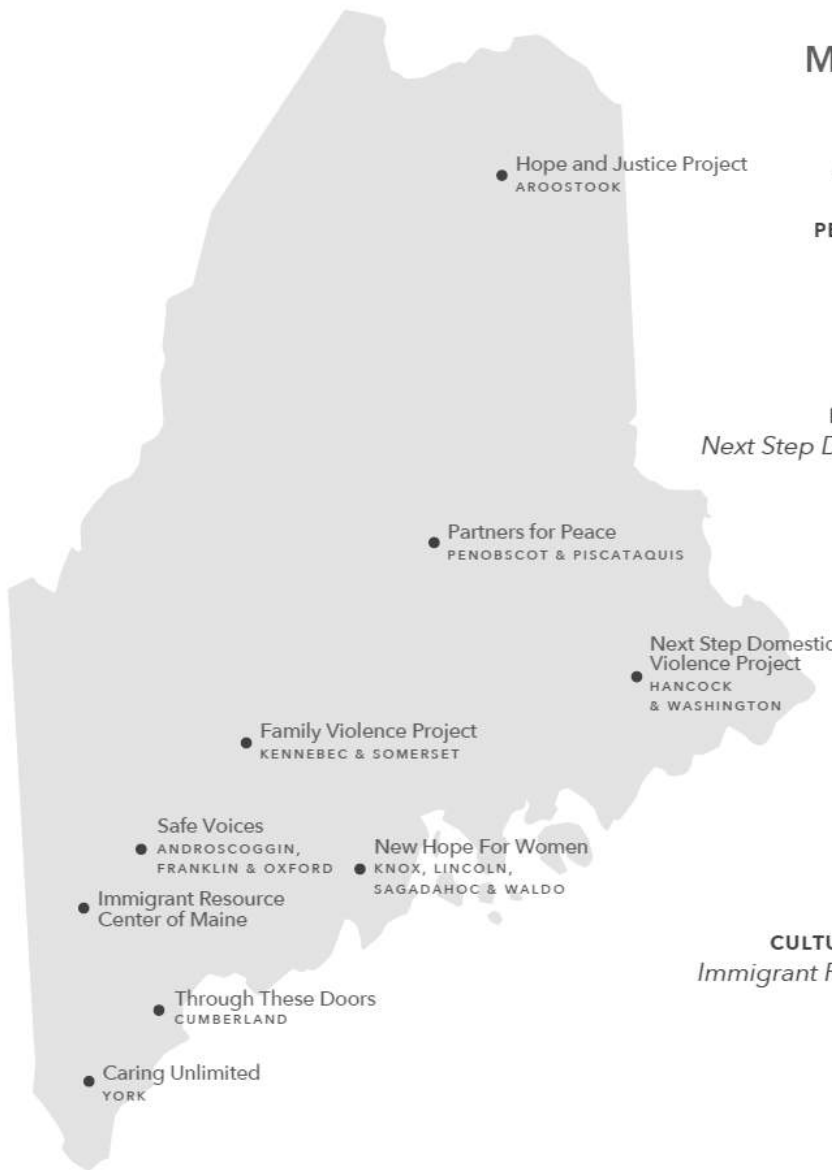 M
Hope and Justice Project
AROOSTOOK
PE
Next Step D
Partners for Peace
PENOBSCOT & PISCATAQUIS
Next Step Domestic
Violence Project
HANCOCK
& WASHINGTON
Family Violence Project
KENNEBEC & SOMERSET
Safe Voices
ANDROSCOGGIN,
FRANKLIN & OXFORD
New Hope For Women
KNOX, LINCOLN,
SAGADAHOC & WALDO
Immigrant Resource
Center of Maine
CULTU
Immigrant
Through These Doors
CUMBERLAND
Caring Unlimited
YORK